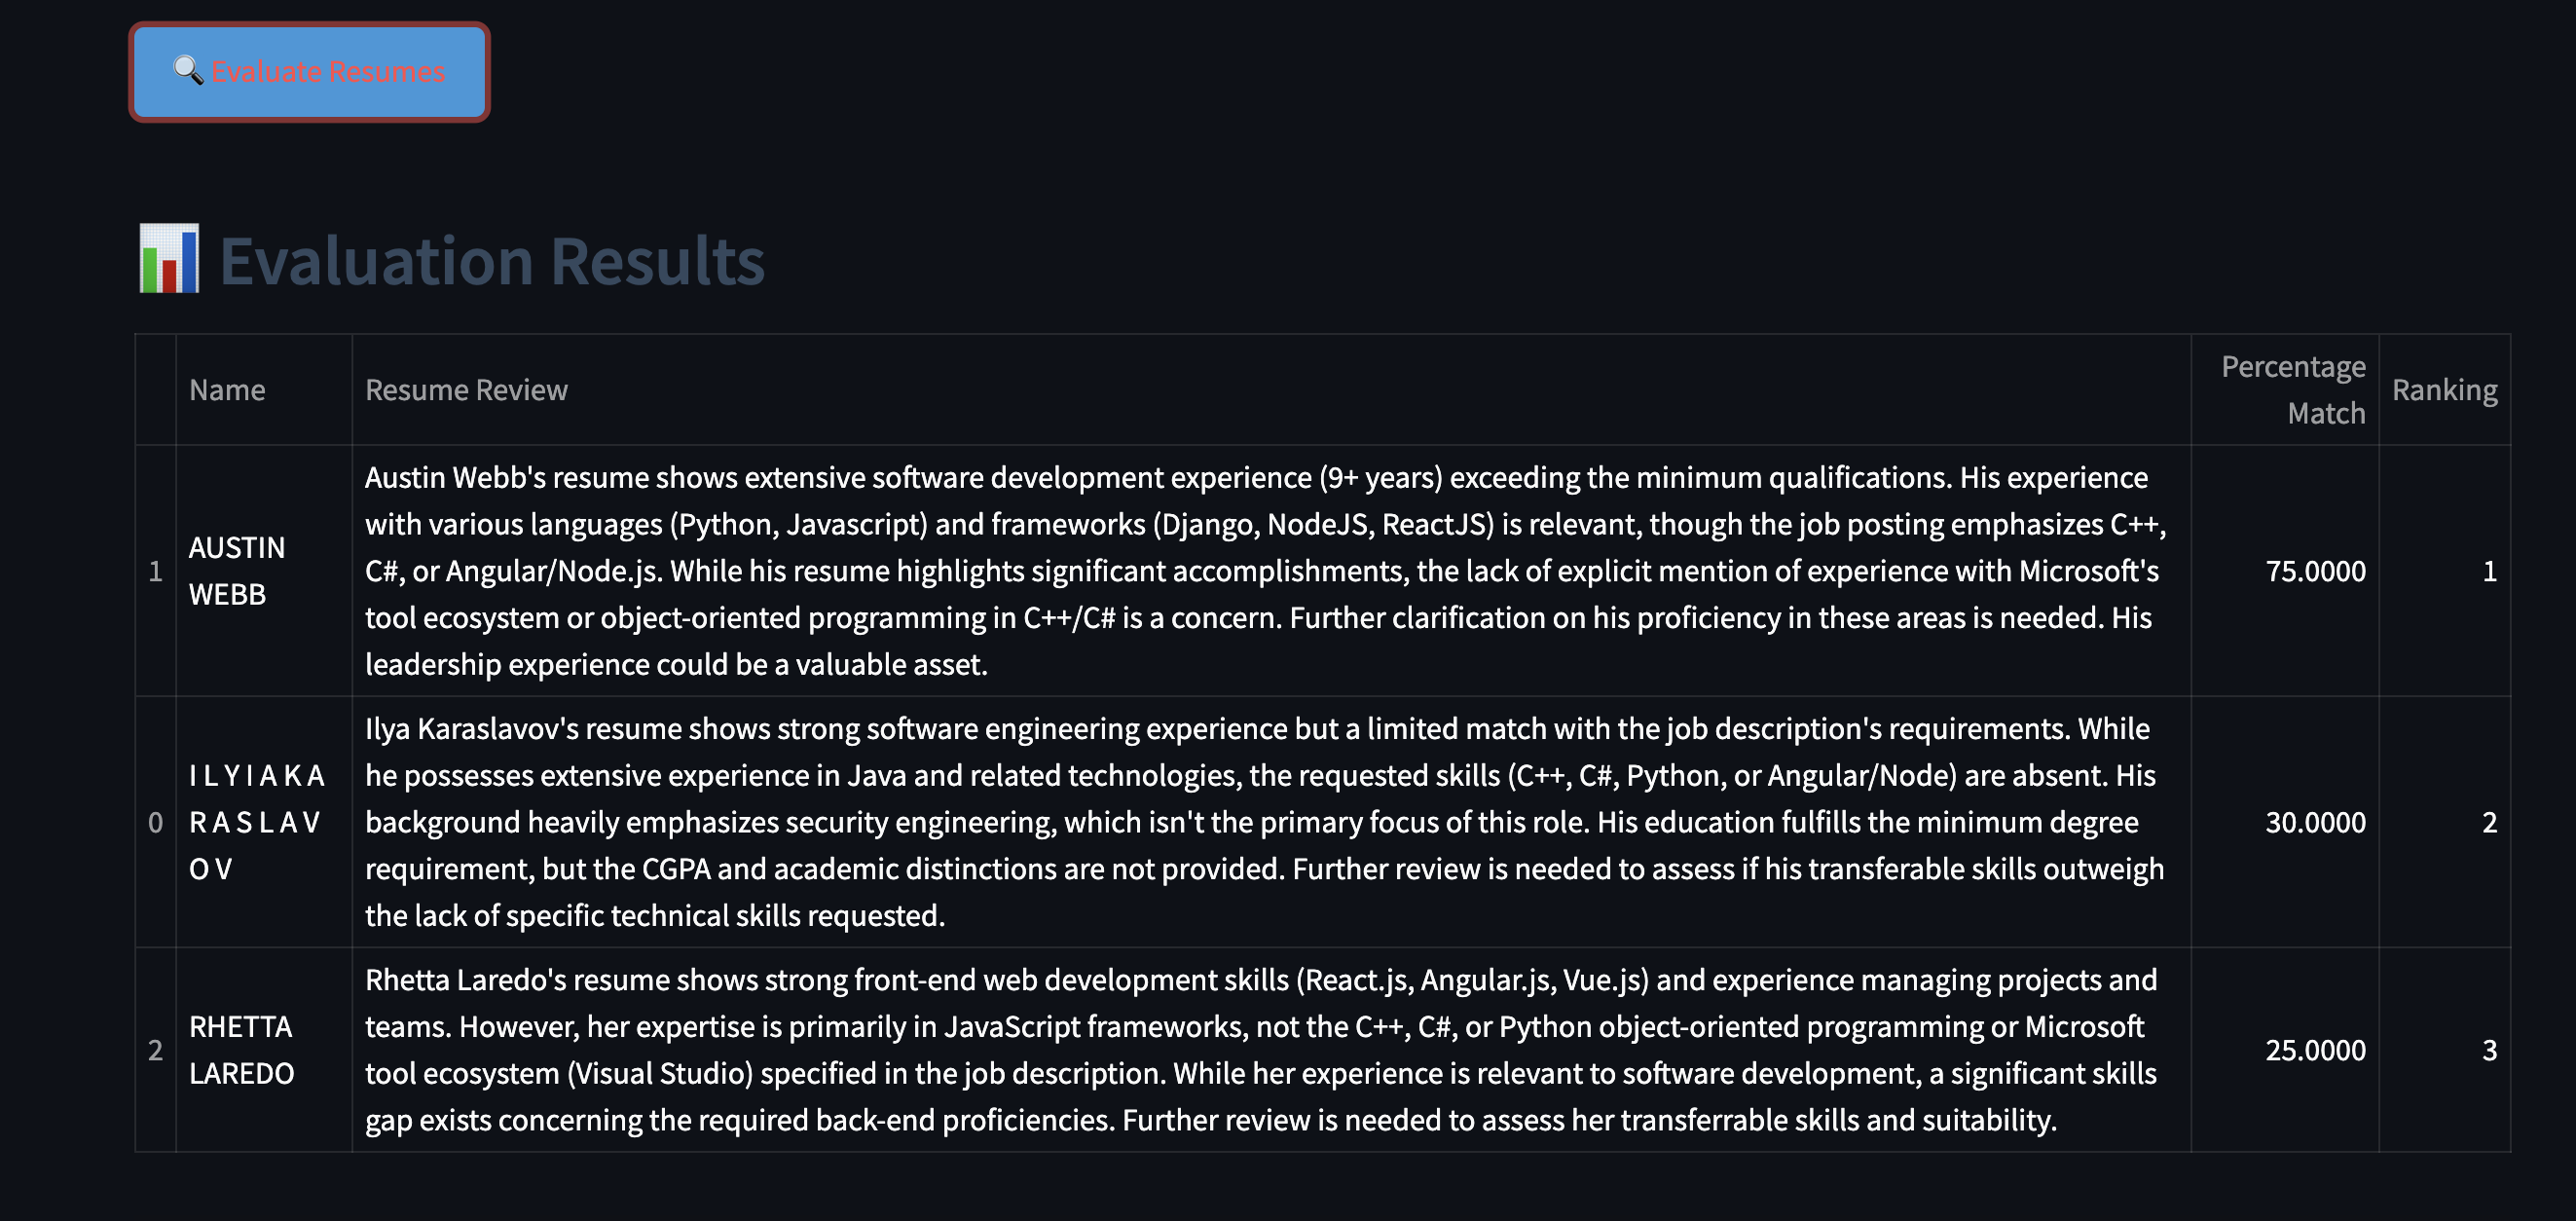 🔍 Evaluate Resumes
📊 Evaluation Results
Name
Resume Review
Percentage
Match
Ranking
1
AUSTIN
WEBB
Austin Webb's resume shows extensive software development experience (9+ years) exceeding the minimum qualifications. His experience
with various languages (Python, Javascript) and frameworks (Django, NodeJS, ReactJS) is relevant, though the job posting emphasizes C++,
C#, or Angular/Node.js. While his resume highlights significant accomplishments, the lack of explicit mention of experience with Microsoft's
tool ecosystem or object-oriented programming in C++/C# is a concern. Further clarification on his proficiency in these areas is needed. His
leadership experience could be a valuable asset.
75.0000
1
0
I L Y I A K A
R A S L A V
O V
Ilya Karaslavov's resume shows strong software engineering experience but a limited match with the job description's requirements. While
he possesses extensive experience in Java and related technologies, the requested skills (C++, C#, Python, or Angular/Node) are absent. His
background heavily emphasizes security engineering, which isn't the primary focus of this role. His education fulfills the minimum degree
requirement, but the CGPA and academic distinctions are not provided. Further review is needed to assess if his transferable skills outweigh
the lack of specific technical skills requested.
30.0000
2
2
RHETTA
LAREDO
Rhetta Laredo's resume shows strong front-end web development skills (React.js, Angular.js, Vue.js) and experience managing projects and
teams. However, her expertise is primarily in JavaScript frameworks, not the C++, C#, or Python object-oriented programming or Microsoft
tool ecosystem (Visual Studio) specified in the job description. While her experience is relevant to software development, a significant skills
gap exists concerning the required back-end proficiencies. Further review is needed to assess her transferrable skills and suitability.
25.0000
3